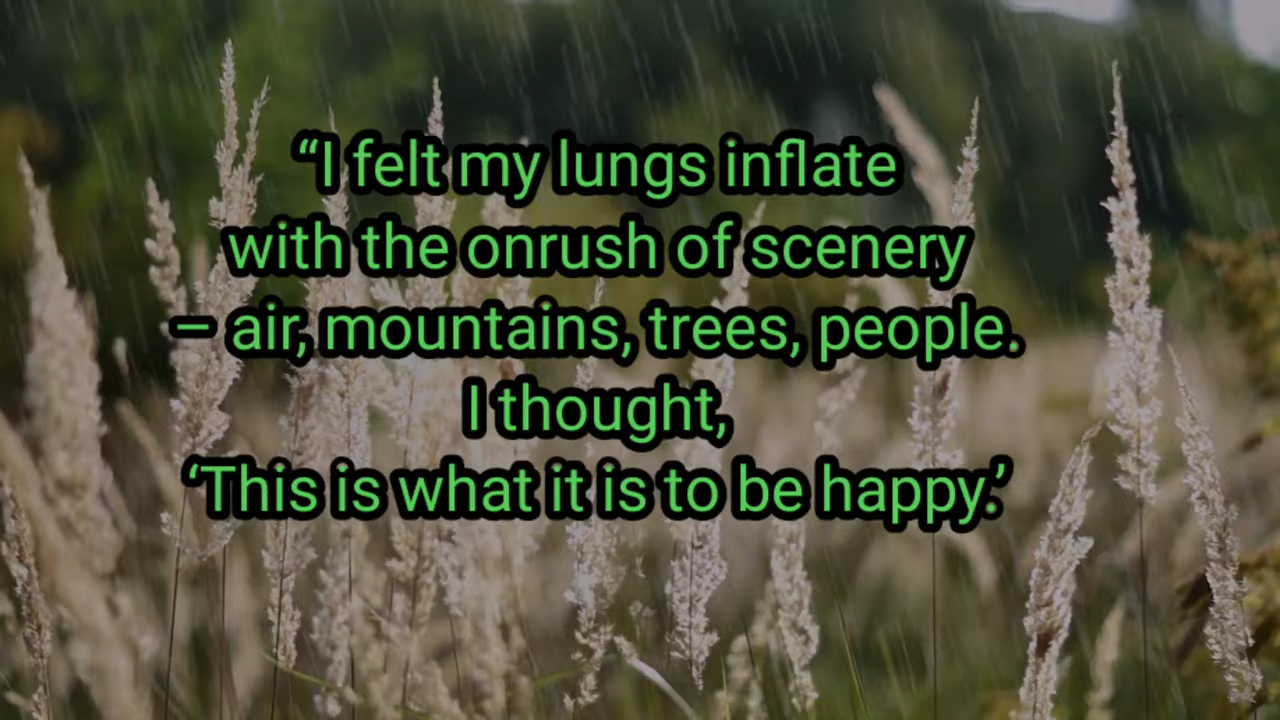 “I felt my lungs inflate
with the onrush of scenery
– air, mountains, trees, people.
I thought,
‘This is what it is to be happy.’